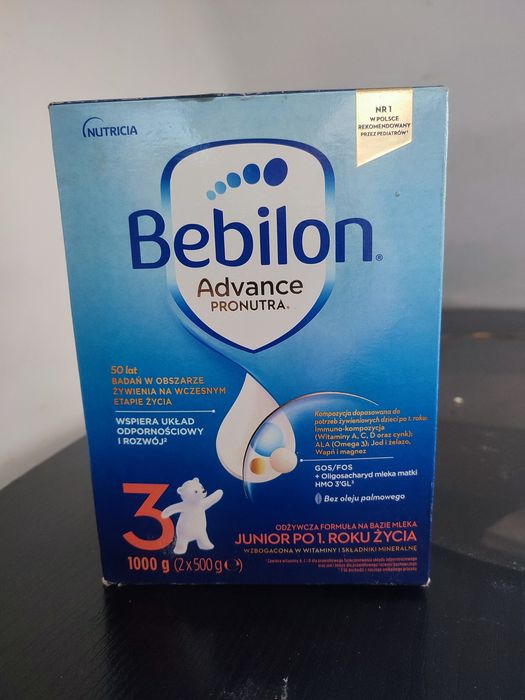 NUTRICIA
NR 1
W POLSCE
REKOMENDOWANY
PRZEZ PEDIATRÓW¹
Bebilon®
Advance
PRONUTRA®
50 lat
BADAŃ W OBSZARZE
ŻYWIENIA NA WCZESNYM
ETAPIE ŻYCIA
WSPIERA UKŁAD
ODPORNOŚCIOWY
I ROZWÓJ²
Kompozycja dopasowana do
potrzeb żywieniowych dzieci po 1. roku:
Immuno-kompozycja
(Witaminy A, C, D oraz cynk);
ALA (Omega 3); Jod i żelazo,
Wapń i magnez
GOS/FOS
+ Oligosacharyd mleka matki
HMO 3'GL³
Bez oleju palmowego
3
ODŻYWCZA FORMUŁA NA BAZIE MLEKA
JUNIOR PO 1. ROKU ŻYCIA
WZBOGACONA W WITAMINY I SKŁADNIKI MINERALNE
1000 g (2 x 500 g ℮)